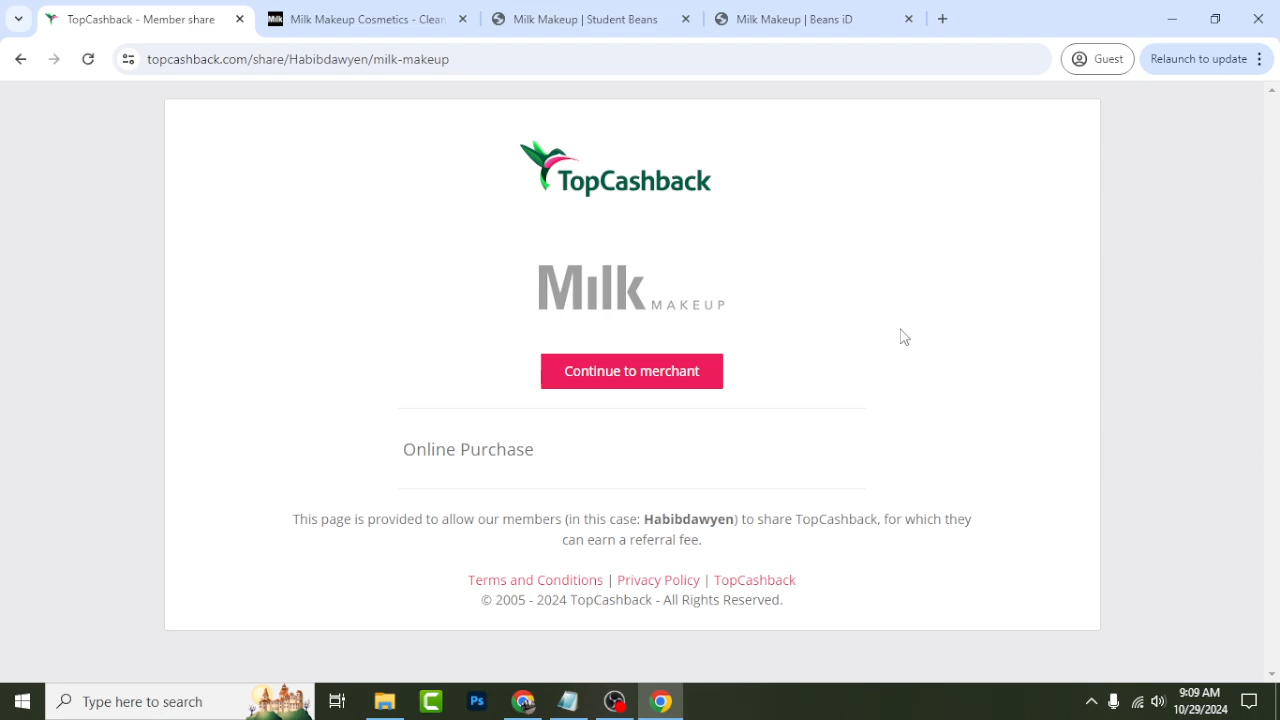 TopCashback - Member share
Milk Makeup Cosmetics - Clean
Milk Makeup | Student Beans
Milk Makeup | Beans iD
topcashback.com/share/Habibdawyen/milk-makeup
Guest
Relaunch to update
TopCashback
Milk MAKEUP
Continue to merchant
Online Purchase
This page is provided to allow our members (in this case: Habibdawyen) to share TopCashback, for which they
can earn a referral fee.
Terms and Conditions | Privacy Policy | TopCashback
© 2005 - 2024 TopCashback - All Rights Reserved.
Type here to search
Ps
9:09 AM
10/29/2024